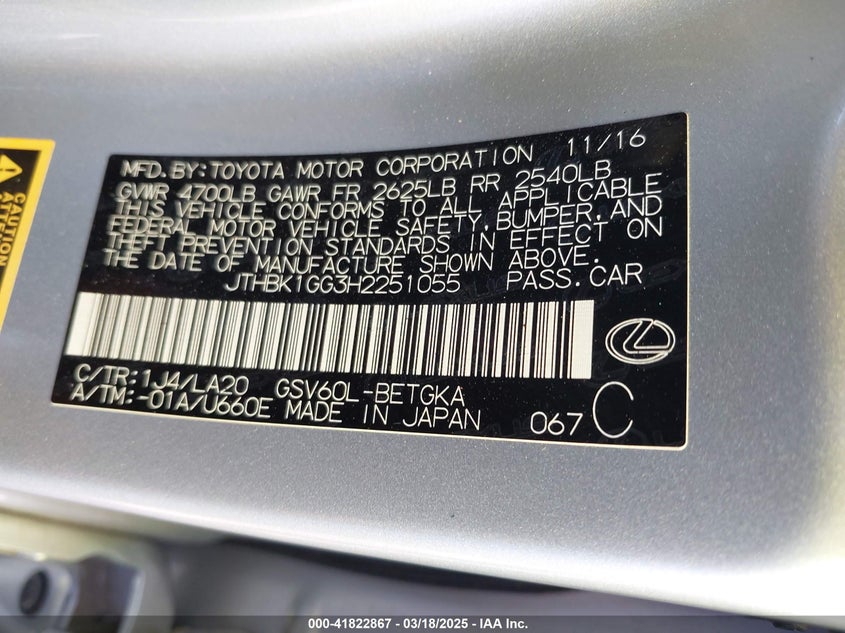 MFD. BY: TOYOTA MOTOR CORPORATION 11/16
GVWR 4700LB GAWR FR 2625LB RR 2540LB
THIS VEHICLE CONFORMS TO ALL APPLICABLE
FEDERAL MOTOR VEHICLE SAFETY, BUMPER, AND
THEFT PREVENTION STANDARDS IN EFFECT ON
THE DATE OF MANUFACTURE SHOWN ABOVE.
JTHBK1GG3H2251055 PASS. CAR
C/TR: 1J4/LA20 GSV60L-BETGKA
A/TM: -01A/U660E MADE IN JAPAN 067 C
CAUTION
000-41822867 - 03/18/2025 - IAA Inc.